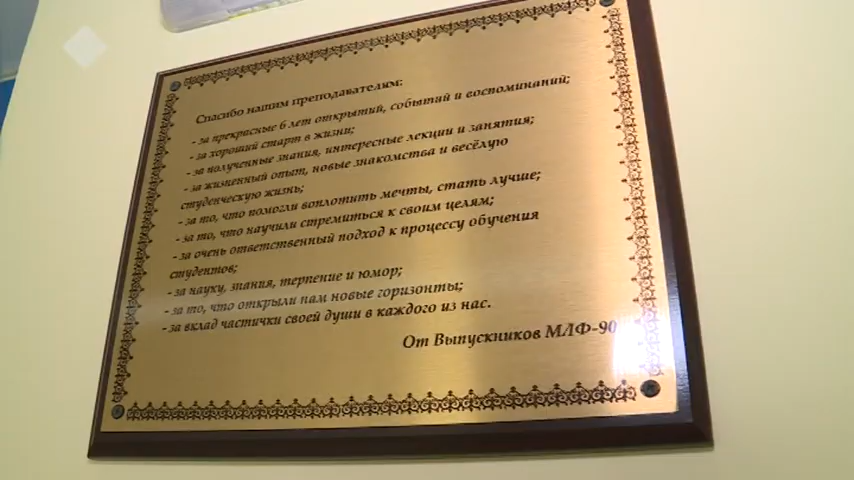 Спасибо нашим преподавателям:
- за прекрасные 6 лет открытий, событий и воспоминаний;
- за хороший старт в жизни;
- за полученные знания, интересные лекции и занятия;
- за жизненный опыт, новые знакомства и весёлую
студенческую жизнь;
- за то, что помогли воплотить мечты, стать лучше;
- за то, что научили стремиться к своим целям;
- за очень ответственный подход к процессу обучения
студентов;
- за науку, знания, терпение и юмор;
- за то, что открыли нам новые горизонты;
- за вклад частички своей души в каждого из нас.
От Выпускников МЛФ-90